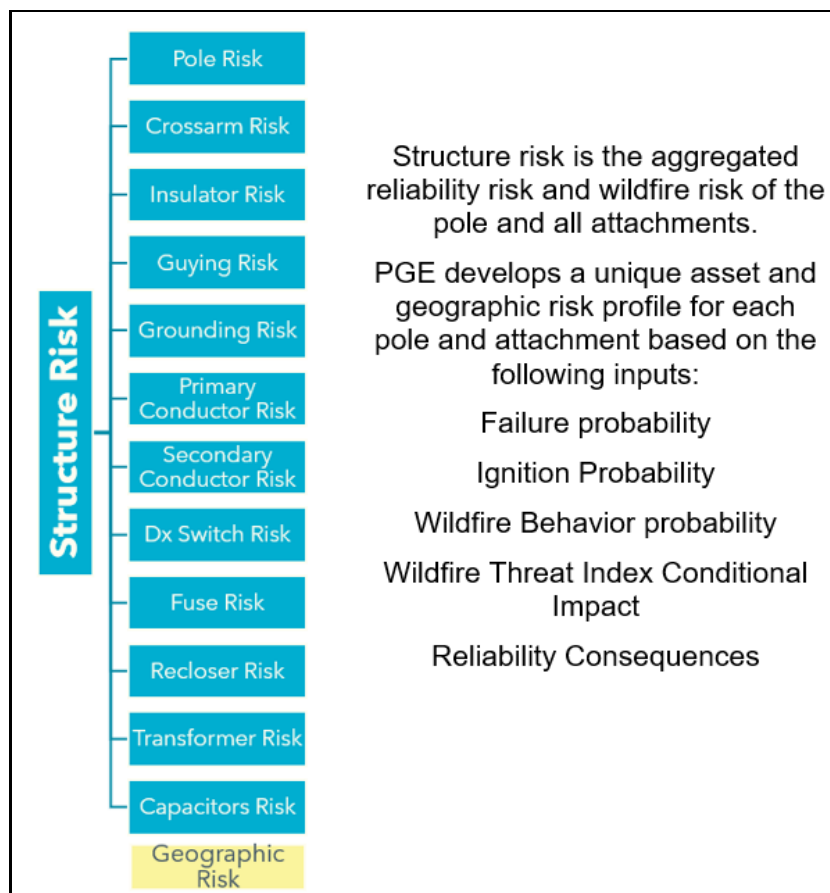 Structure Risk
Pole Risk
Crossarm Risk
Insulator Risk
Guying Risk
Grounding Risk
Primary
Conductor Risk
Secondary
Conductor Risk
Dx Switch Risk
Fuse Risk
Recloser Risk
Transformer Risk
Capacitors Risk
Geographic
Risk
Structure risk is the aggregated
reliability risk and wildfire risk of the
pole and all attachments.
PGE develops a unique asset and
geographic risk profile for each
pole and attachment based on the
following inputs:
Failure probability
Ignition Probability
Wildfire Behavior probability
Wildfire Threat Index Conditional
Impact
Reliability Consequences